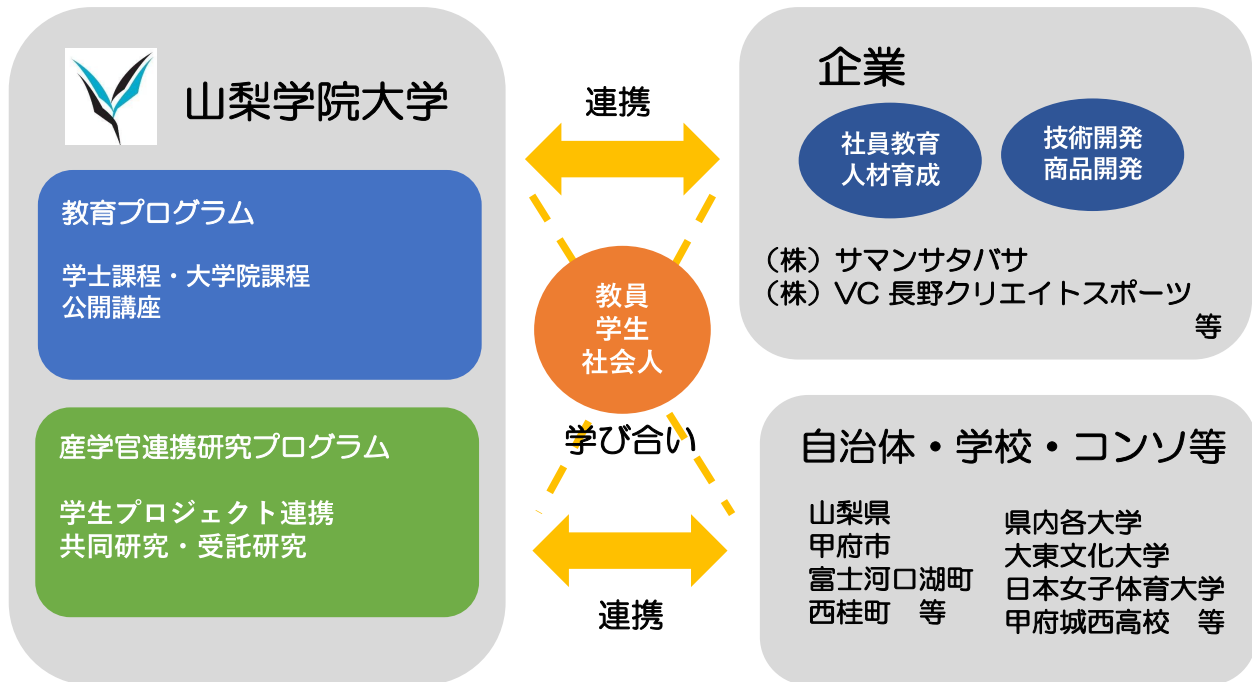 山梨学院大学
教育プログラム
学士課程・大学院課程
公開講座
産学官連携研究プログラム
学生プロジェクト連携
共同研究・受託研究
連携
教員
学生
社会人
学び合い
連携
企業
社員教育
人材育成
技術開発
商品開発
（株）サマンサタバサ
（株）VC 長野クリエイトスポーツ
等
自治体・学校・コンソ等
山梨県
甲府市
富士河口湖町
西桂町　等
県内各大学
大東文化大学
日本女子体育大学
甲府城西高校　等